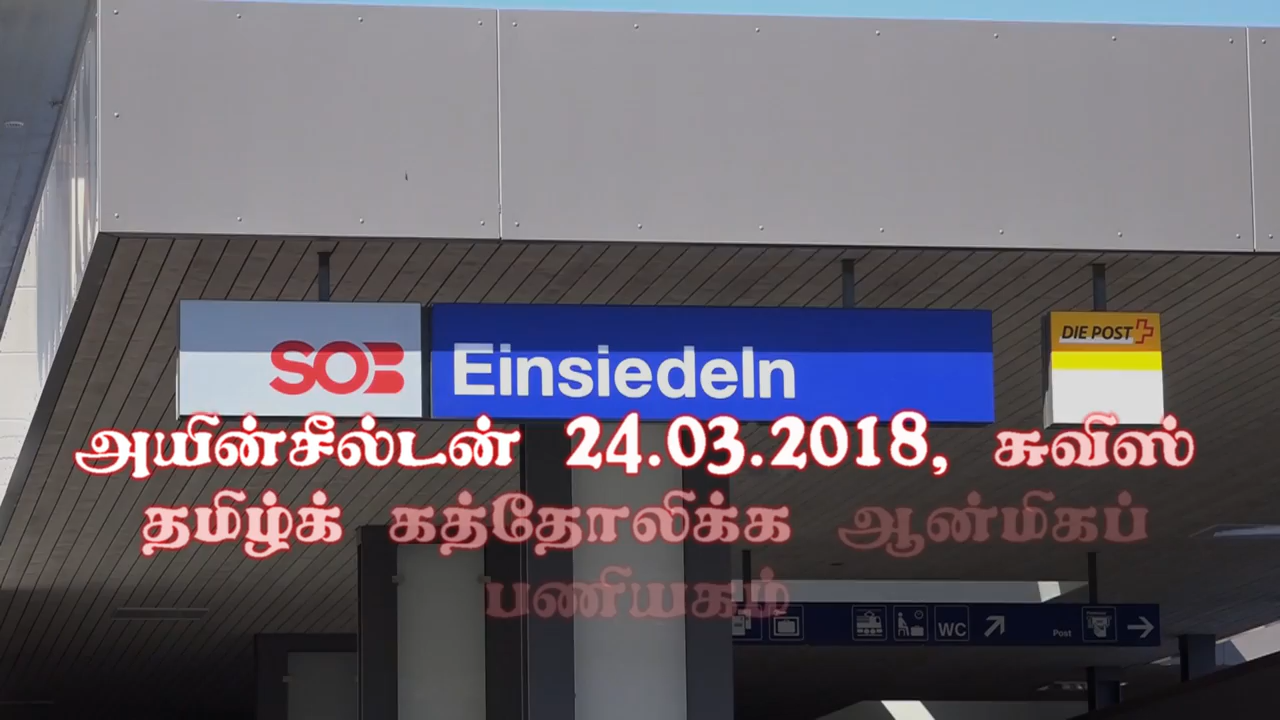 SOB
Einsiedeln
DIE POST
அயின்சீல்டன் 24.03.2018, சுவிஸ்
தமிழ்க் கத்தோலிக்க ஆன்மிகப்
பணியகம்
WC
Post